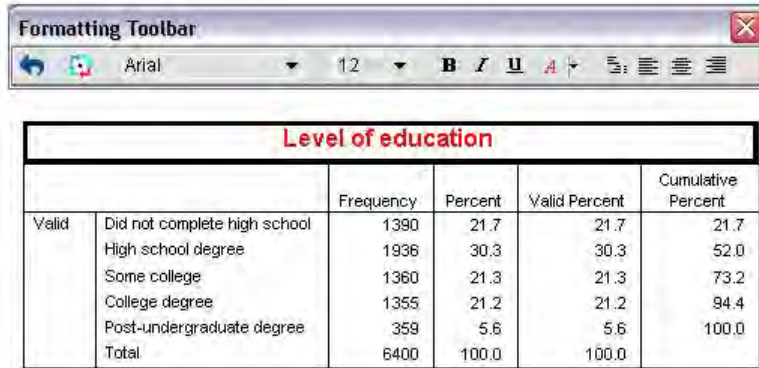 Formatting Toolbar
Arial 12 B I U A
Level of education
Frequency Percent Valid Percent Cumulative Percent
Valid Did not complete high school 1390 21.7 21.7 21.7
High school degree 1936 30.3 30.3 52.0
Some college 1360 21.3 21.3 73.2
College degree 1355 21.2 21.2 94.4
Post-undergraduate degree 359 5.6 5.6 100.0
Total 6400 100.0 100.0